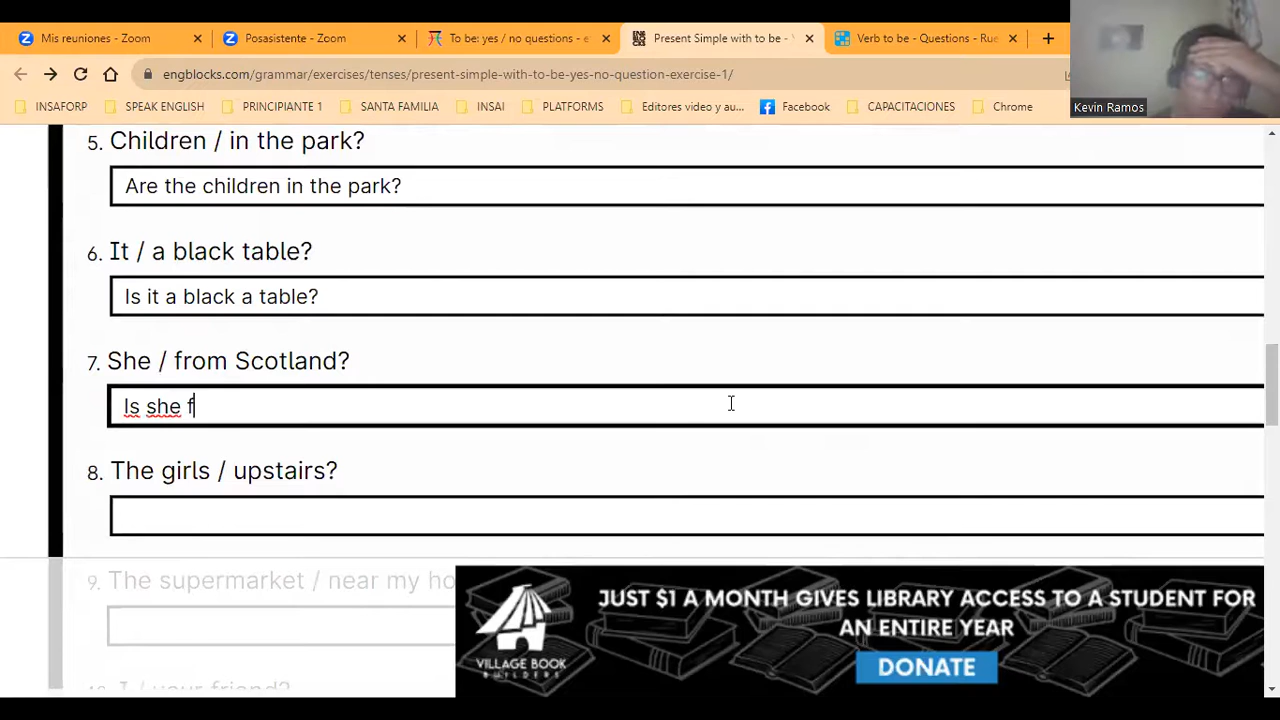 Mis reuniones - Zoom
Posasistente - Zoom
To be: yes / no questions - e
Present Simple with to be -
Verb to be - Questions - Rue
engblocks.com/grammar/exercises/tenses/present-simple-with-to-be-yes-no-question-exercise-1/
INSAFORP
SPEAK ENGLISH
PRINCIPIANTE 1
SANTA FAMILIA
INSAI
PLATFORMS
Editores video y au...
Facebook
CAPACITACIONES
Chrome
Kevin Ramos
5. Children / in the park?
Are the children in the park?
6. It / a black table?
Is it a black a table?
7. She / from Scotland?
Is she f
8. The girls / upstairs?
9. The supermarket / near my ho
10. I / your friend?
JUST $1 A MONTH GIVES LIBRARY ACCESS TO A STUDENT FOR
AN ENTIRE YEAR
VILLAGE BOOK
BUILDERS
DONATE